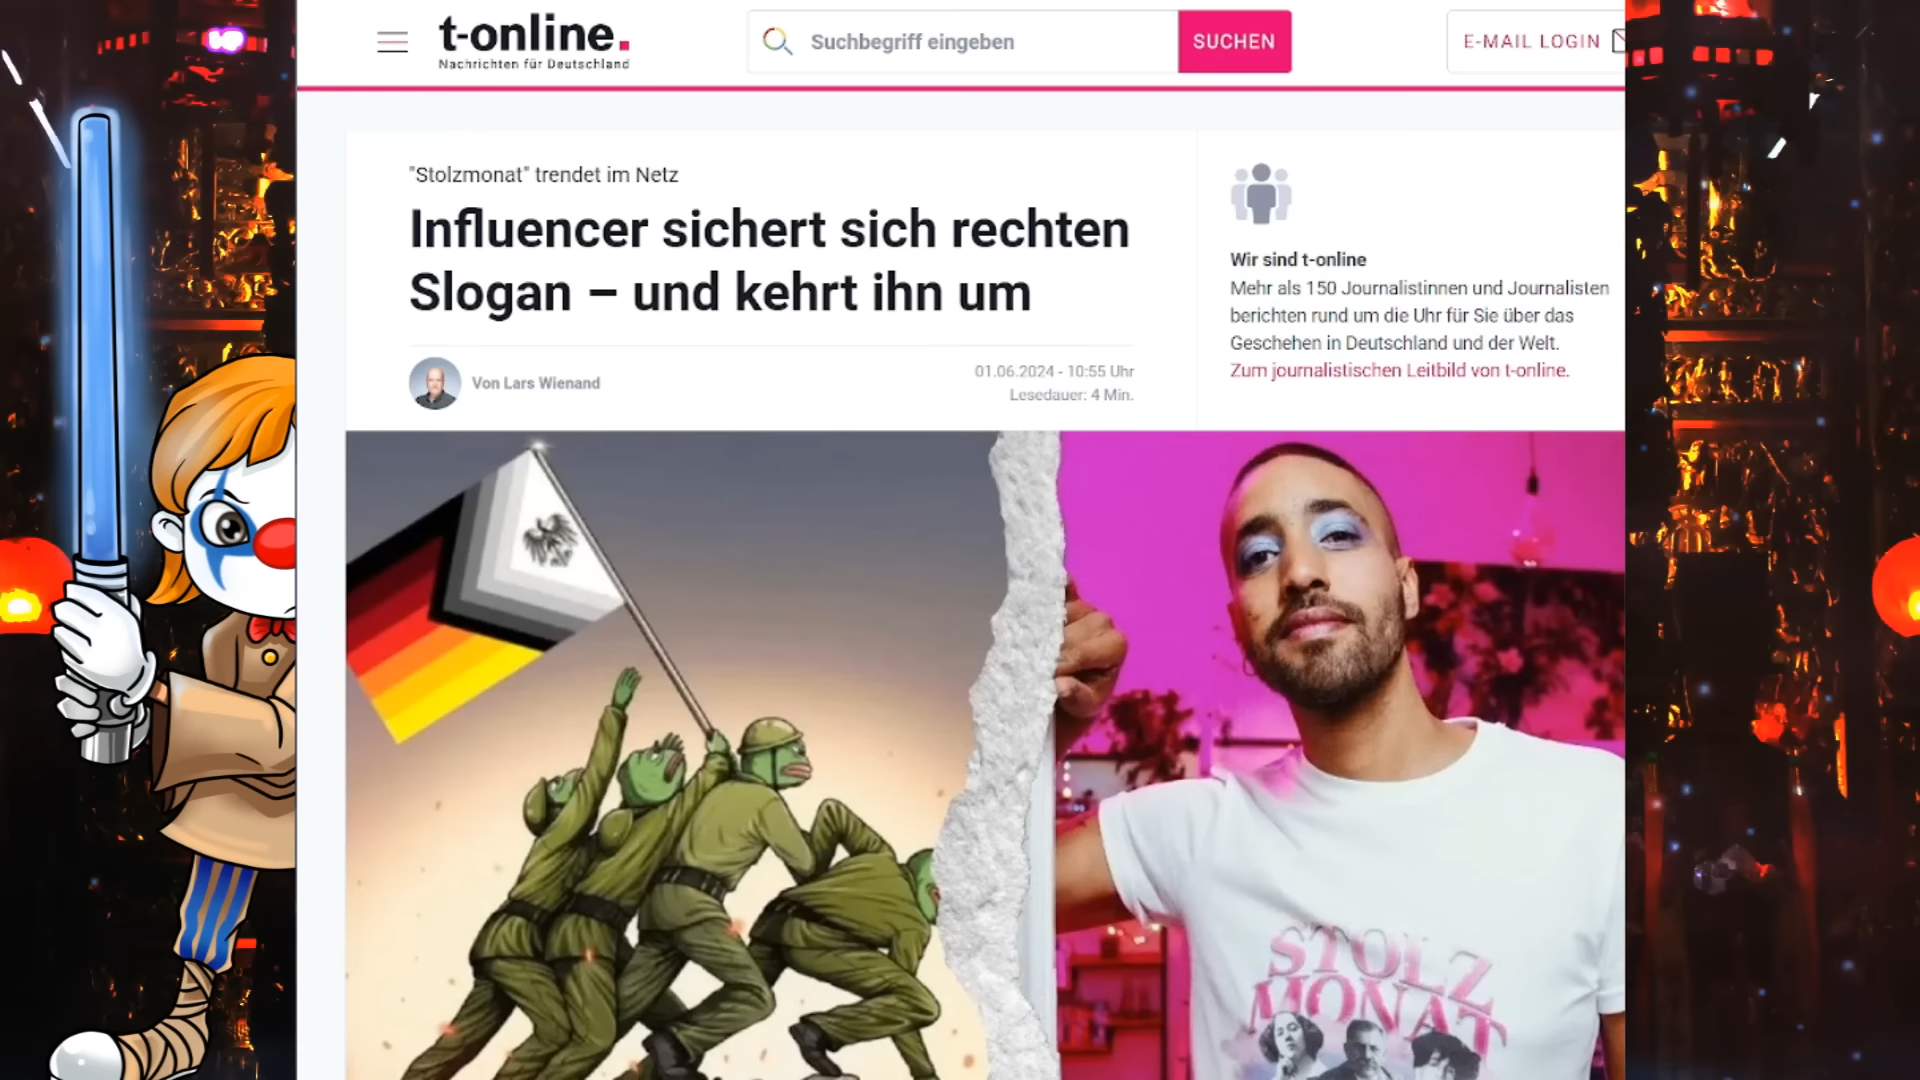 t-online.
Nachrichten für Deutschland
Suchbegriff eingeben
SUCHEN
E-MAIL LOGIN
"Stolzmonat" trendet im Netz
Influencer sichert sich rechten
Slogan – und kehrt ihn um
Von Lars Wienand
01.06.2024 - 10:55 Uhr
Lesedauer: 4 Min.
Wir sind t-online
Mehr als 150 Journalistinnen und Journalisten
berichten rund um die Uhr für Sie über das
Geschehen in Deutschland und der Welt.
Zum journalistischen Leitbild von t-online.
STOLZ
MONAT